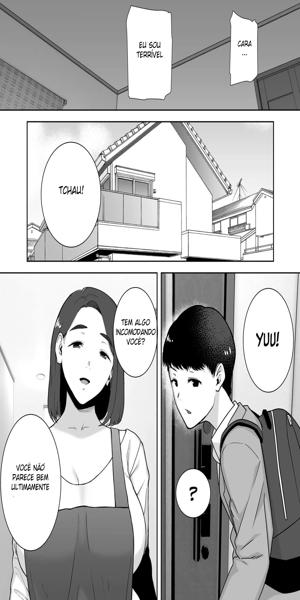 CARA
...
EU SOU
TERRÍVEL
TCHAU!
YUU!
?
TEM ALGO
INCOMODANDO
VOCÊ?
VOCÊ NÃO
PARECE BEM
ULTIMAMENTE